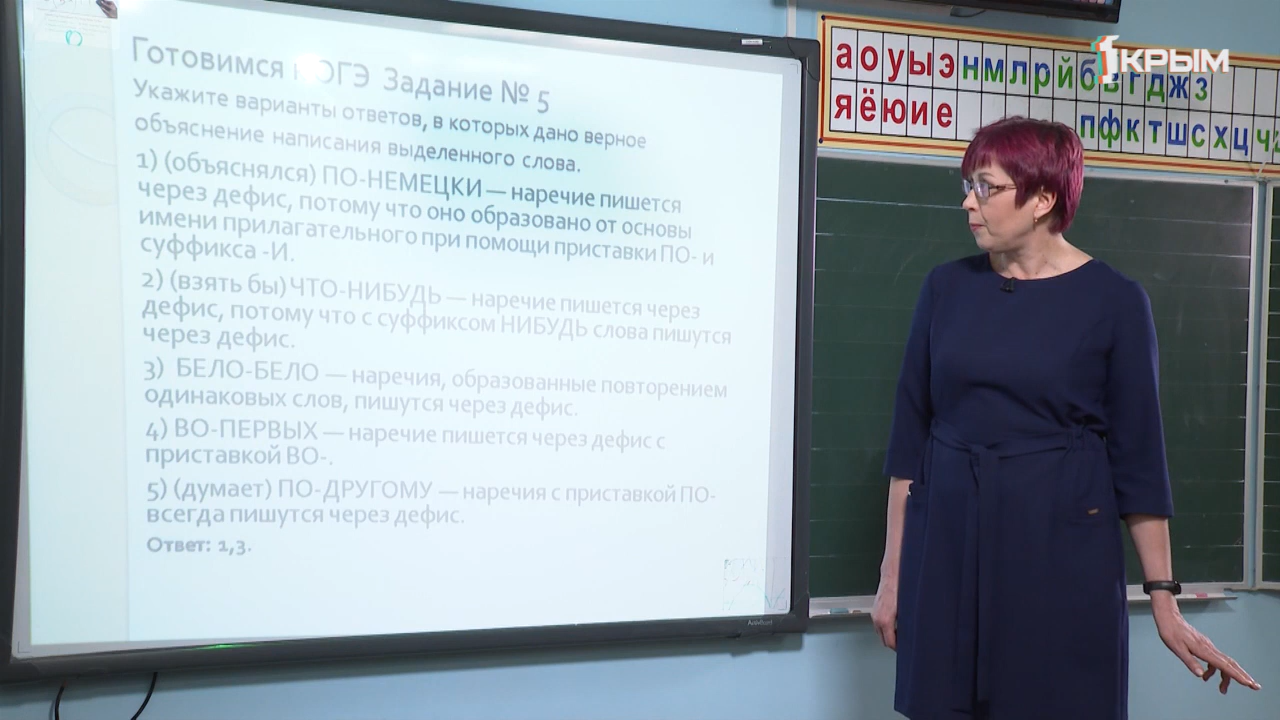 Готовимся ОГЭ Задание № 5
Укажите варианты ответов, в которых дано верное
объяснение написания выделенного слова.
1) (объяснялся) ПО-НЕМЕЦКИ — наречие пишется
через дефис, потому что оно образовано от основы
имени прилагательного при помощи приставки ПО- и
суффикса -И.
2) (взять бы) ЧТО-НИБУДЬ — наречие пишется через
дефис, потому что с суффиксом НИБУДЬ слова пишутся
через дефис.
3) БЕЛО-БЕЛО — наречия, образованные повторением
одинаковых слов, пишутся через дефис.
4) ВО-ПЕРВЫХ — наречие пишется через дефис с
приставкой ВО-.
5) (думает) ПО-ДРУГОМУ — наречия с приставкой ПО-
всегда пишутся через дефис.
Ответ: 1,3.
1 КРЫМ
а о у ы э н м л р й б в г д ж з
я ё ю и е п ф к т ш с х ц ч